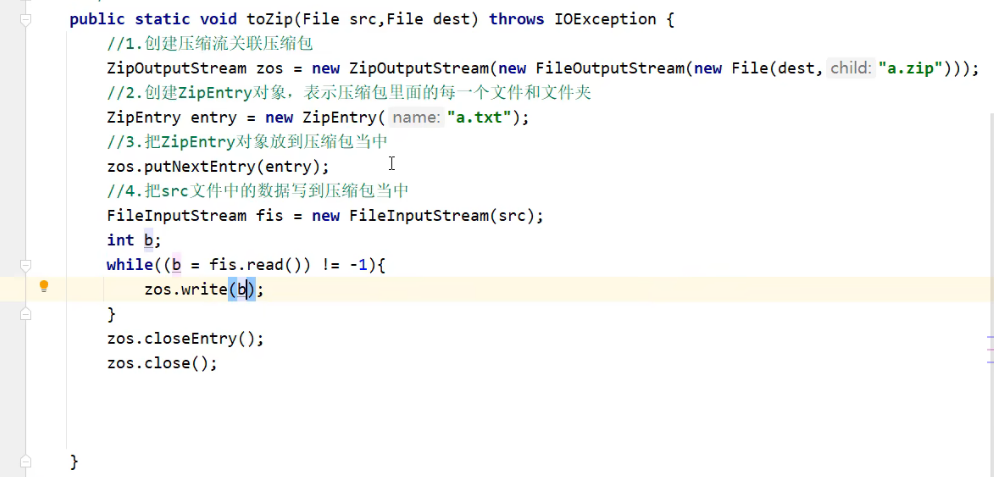 public static void toZip(File src,File dest) throws IOException {
//1.创建压缩流关联压缩包
ZipOutputStream zos = new ZipOutputStream(new FileOutputStream(new File(dest, child: "a.zip")));
//2.创建ZipEntry对象，表示压缩包里面的每一个文件和文件夹
ZipEntry entry = new ZipEntry( name: "a.txt");
//3.把ZipEntry对象放到压缩包当中
zos.putNextEntry(entry);
//4.把src文件中的数据写到压缩包当中
FileInputStream fis = new FileInputStream(src);
int b;
while((b = fis.read()) != -1){
zos.write(b);
}
zos.closeEntry();
zos.close();
}